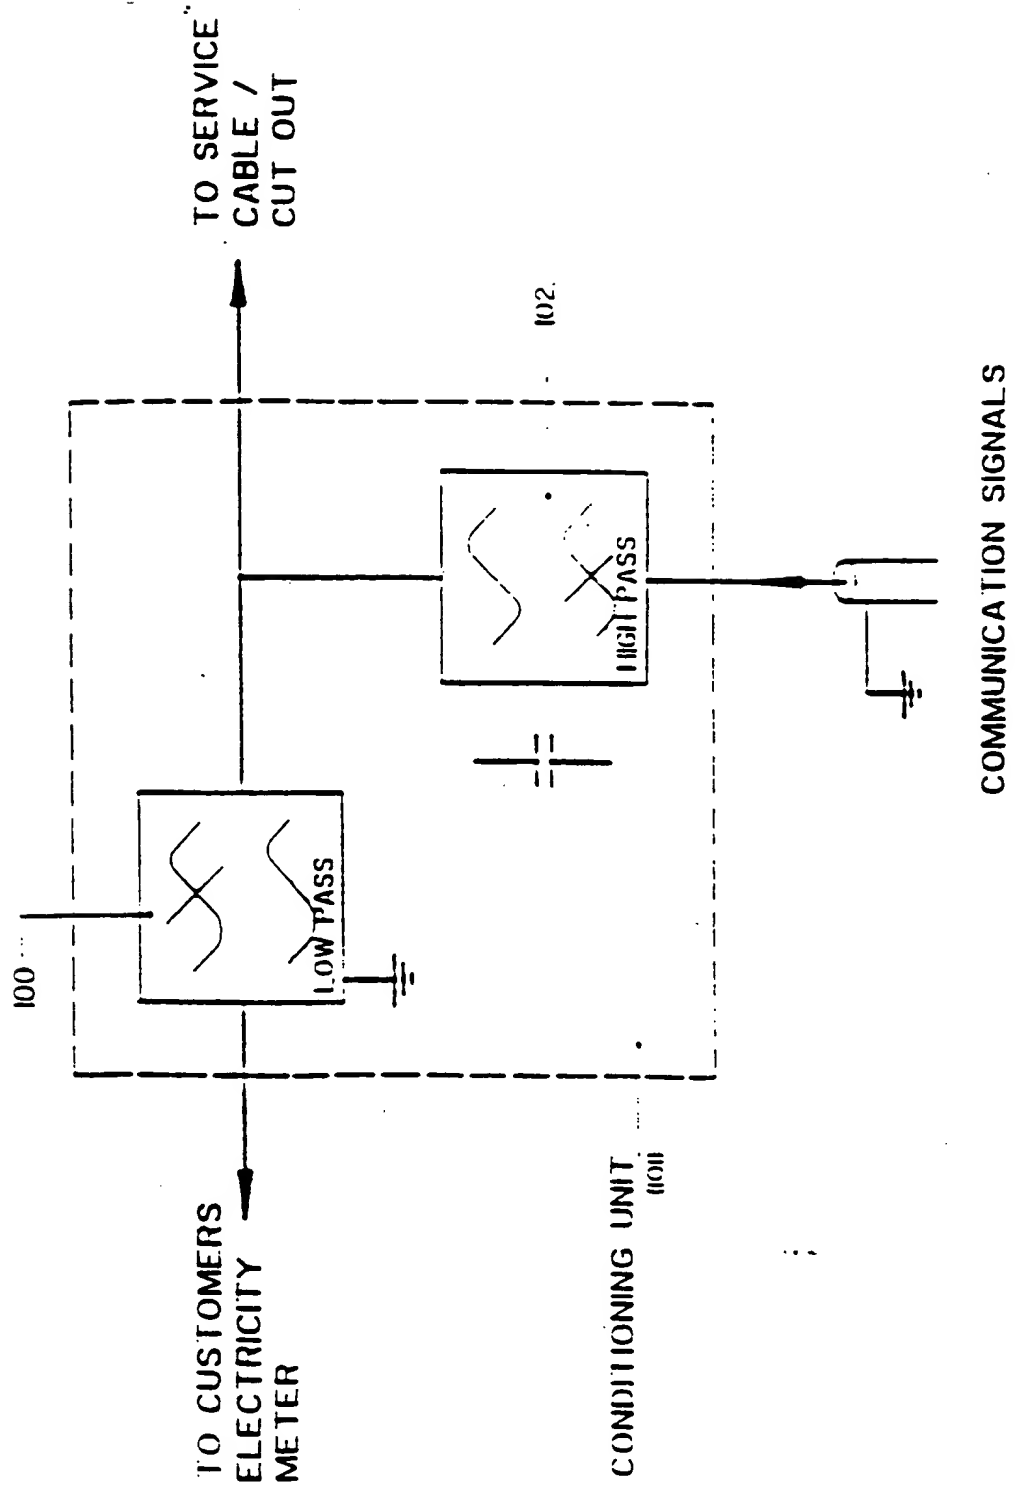 100
TO CUSTOMERS
ELECTRICITY
METER
LOW PASS
TO SERVICE
CABLE /
CUT OUT
HIGH PASS
102
CONDITIONING UNIT
COMMUNICATION SIGNALS